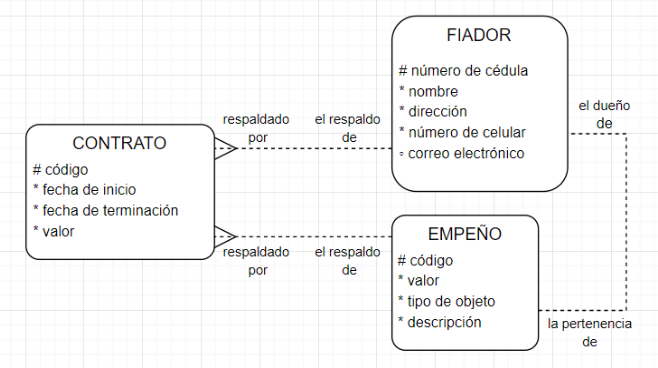 FIADOR
# número de cédula
* nombre
* dirección
* número de celular
◦ correo electrónico
el dueño
de
respaldado
por
el respaldo
de
CONTRATO
# código
* fecha de inicio
* fecha de terminación
* valor
respaldado
por
el respaldo
de
EMPEÑO
# código
* valor
* tipo de objeto
* descripción
la pertenencia
de